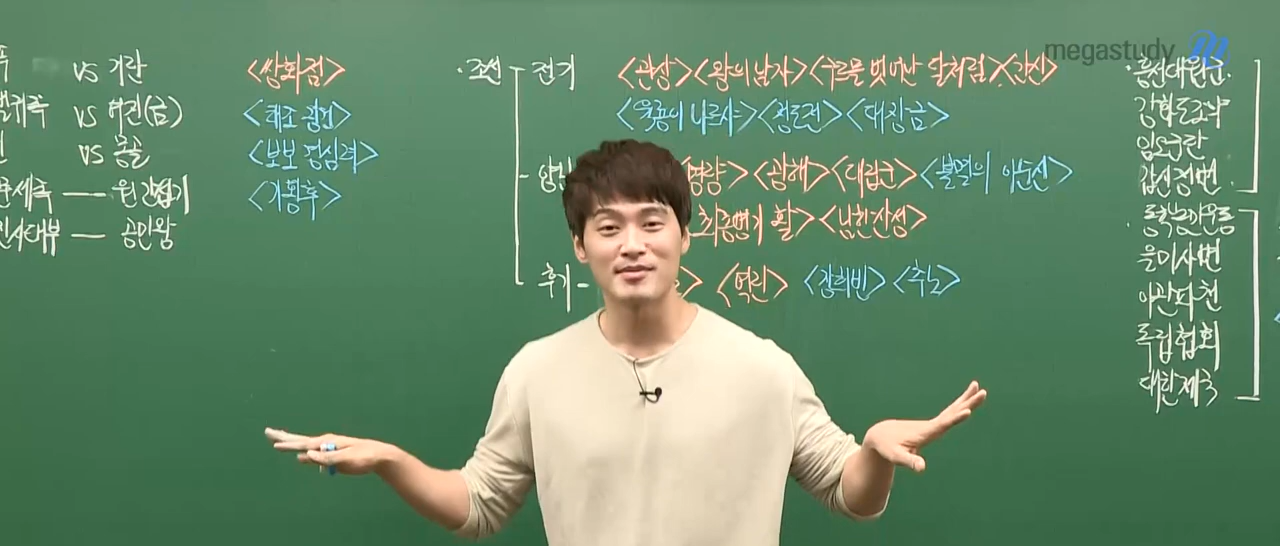 megastudy
vs 거란
vs 여진(금)
vs 몽골
원 간섭기
공민왕
<쌍화점>
<태조 왕건>
<보보경심 려>
<기황후>
·조선 전기
<관상> <왕의 남자> <구르믈 벗어난 달처럼> <간신>
<육룡이 나르샤> <정도전> <대장금>
<광해> <대립군> <불멸의 이순신>
최종병기 활> <남한산성>
후기
<역린> <장희빈> <추노>
·흥선대원군
강화도조약
임오군란
갑신정변
·동학농민운동
을미사변
아관파천
독립협회
대한제국